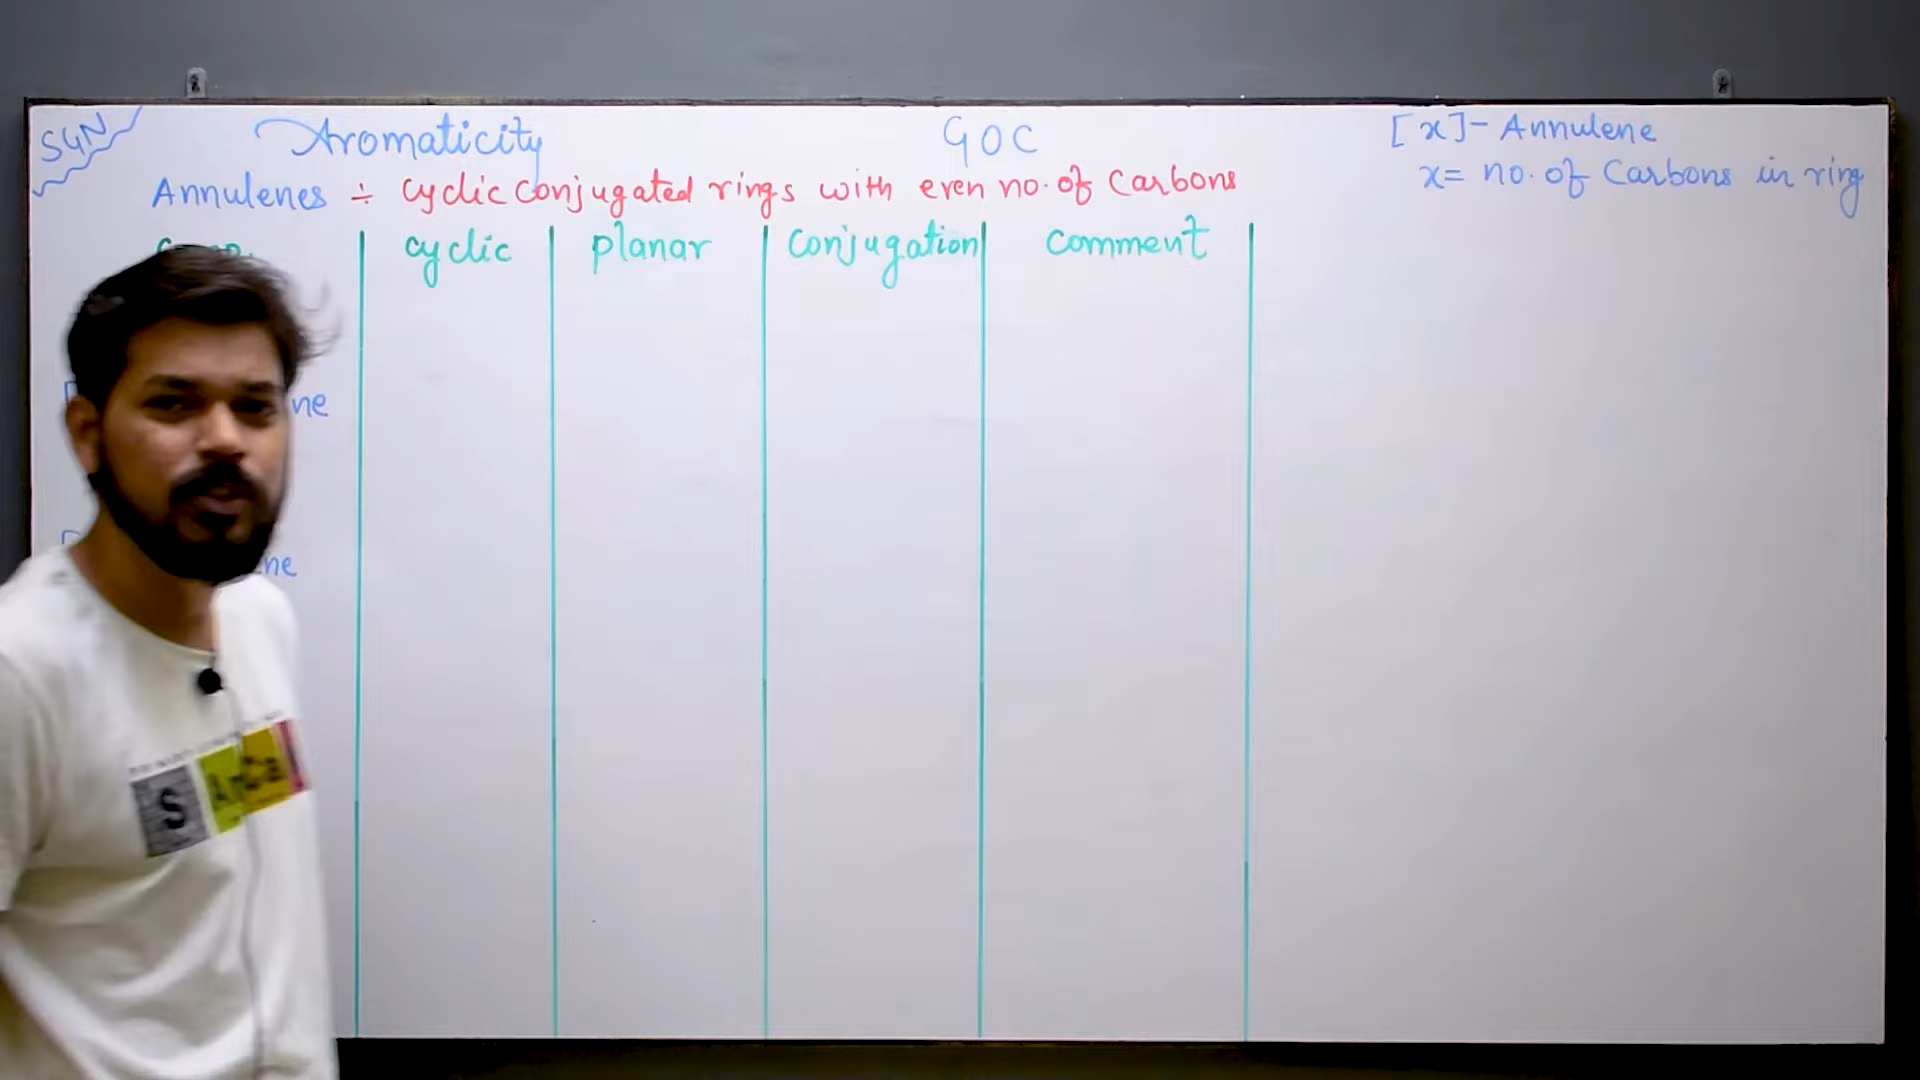 SGN
Aromaticity
GOC
[x]- Annulene
x= no. of Carbons in ring
Annulenes ÷ cyclic conjugated rings with even no. of Carbons
cyclic
planar
conjugation
comment
ne
ne
S